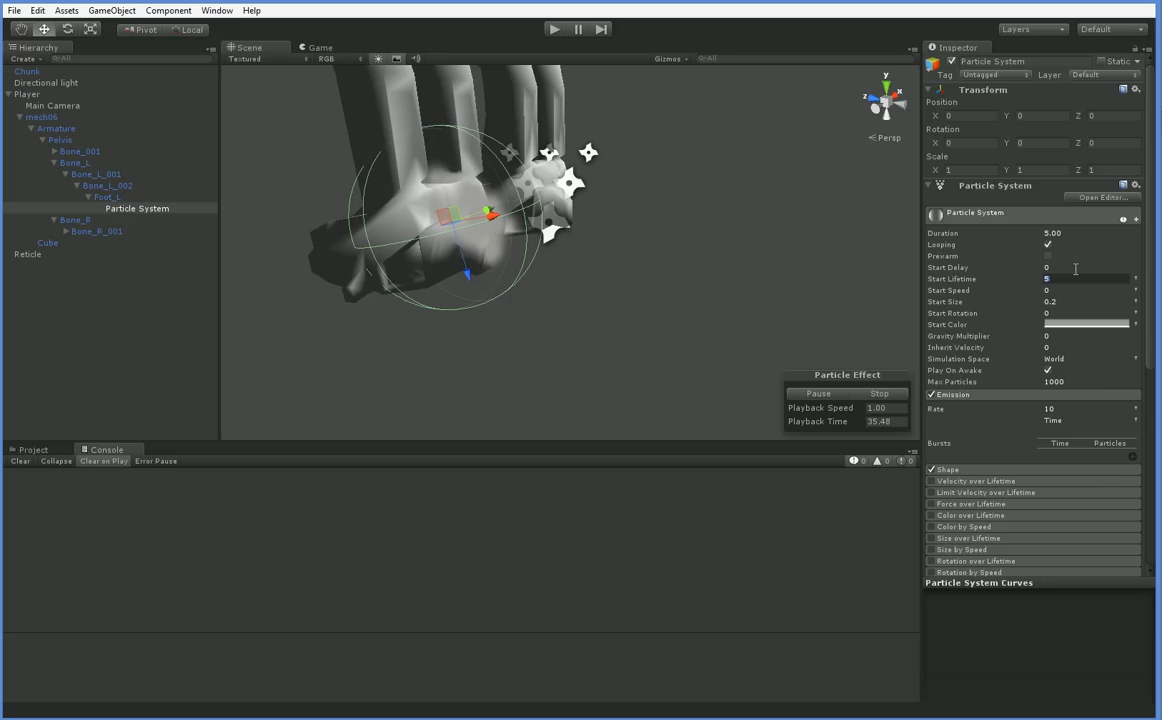 File Edit Assets GameObject Component Window Help
Pivot Local Layers Default
Hierarchy Scene Game Inspector
Create All Textured RGB Gizmos All
Particle System Static
Tag Untagged Layer Default
Chunk
Directional light
Player
Main Camera
mech06
Armature
Pelvis
Bone_001
Bone_L
Bone_L_001
Bone_L_002
Foot_L
Particle System
Bone_R
Bone_R_001
Cube
Reticle
y
z x
Persp
Particle Effect
Pause Stop
Playback Speed 1.00
Playback Time 35.48
Transform
Position
X 0 Y 0 Z 0
Rotation
X 0 Y 0 Z 0
Scale
X 1 Y 1 Z 1
Particle System
Open Editor...
Particle System
Duration 5.00
Looping
Prewarm
Start Delay 0
Start Lifetime 5
Start Speed 0
Start Size 0.2
Start Rotation 0
Start Color
Gravity Multiplier 0
Inherit Velocity 0
Simulation Space World
Play On Awake
Max Particles 1000
Emission
Rate 10
Time
Bursts Time Particles
Shape
Velocity over Lifetime
Limit Velocity over Lifetime
Force over Lifetime
Color over Lifetime
Color by Speed
Size over Lifetime
Size by Speed
Rotation over Lifetime
Rotation by Speed
Particle System Curves
Project Console
Clear Collapse Clear on Play Error Pause 0 0 0